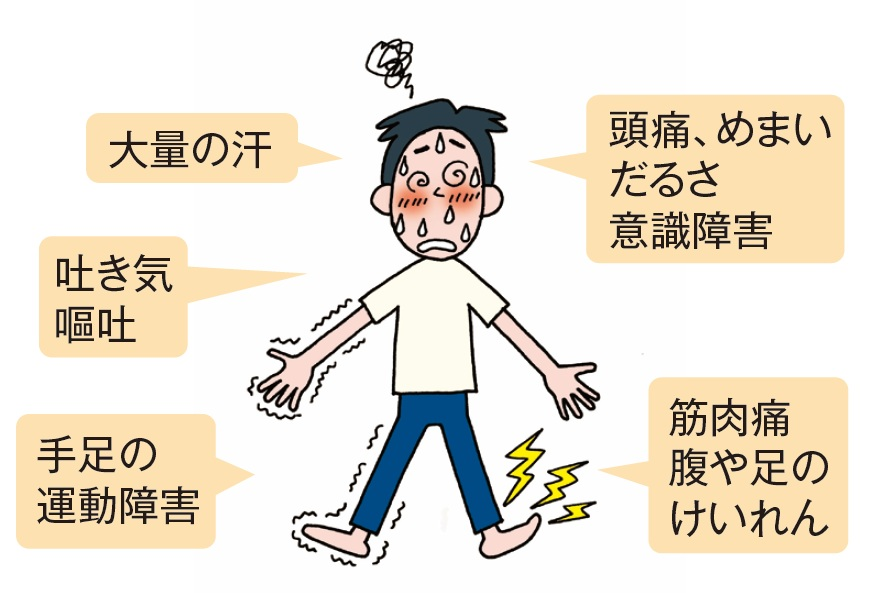 大量の汗
頭痛、めまい
だるさ
意識障害
吐き気
嘔吐
手足の
運動障害
筋肉痛
腹や足の
けいれん